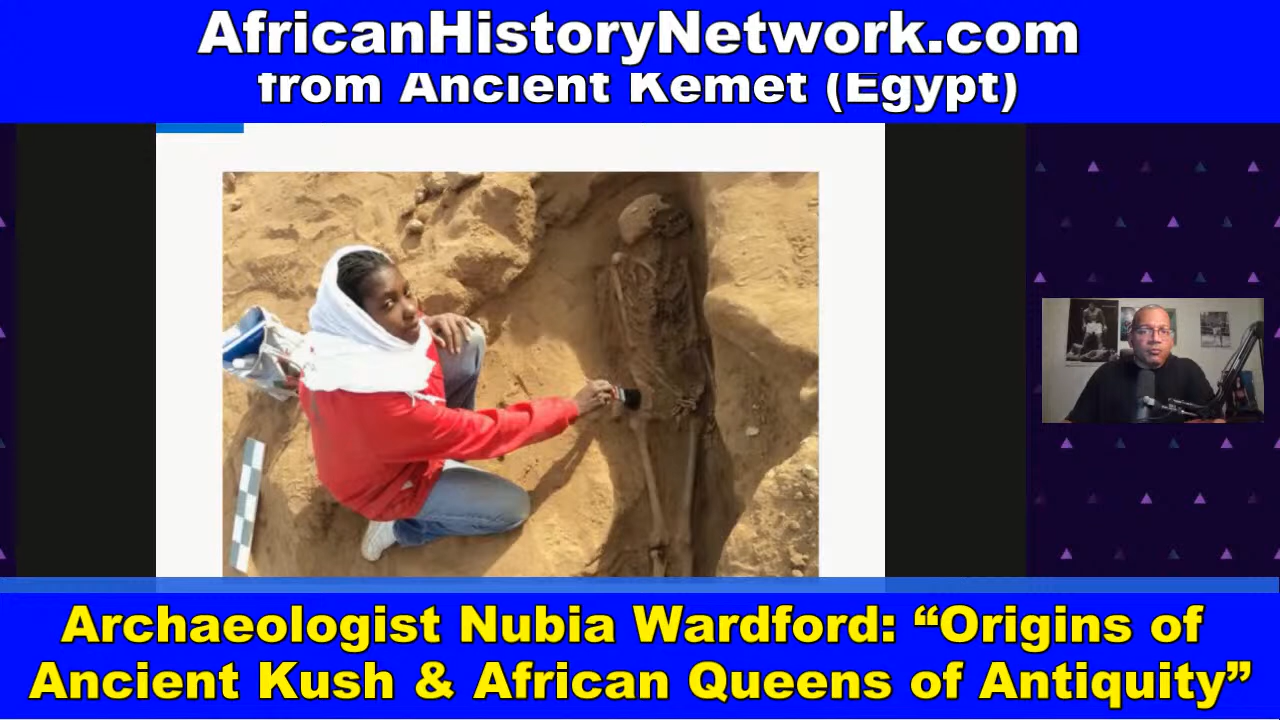 AfricanHistoryNetwork.com
from Ancient Kemet (Egypt)
Archaeologist Nubia Wardford: “Origins of
Ancient Kush & African Queens of Antiquity”